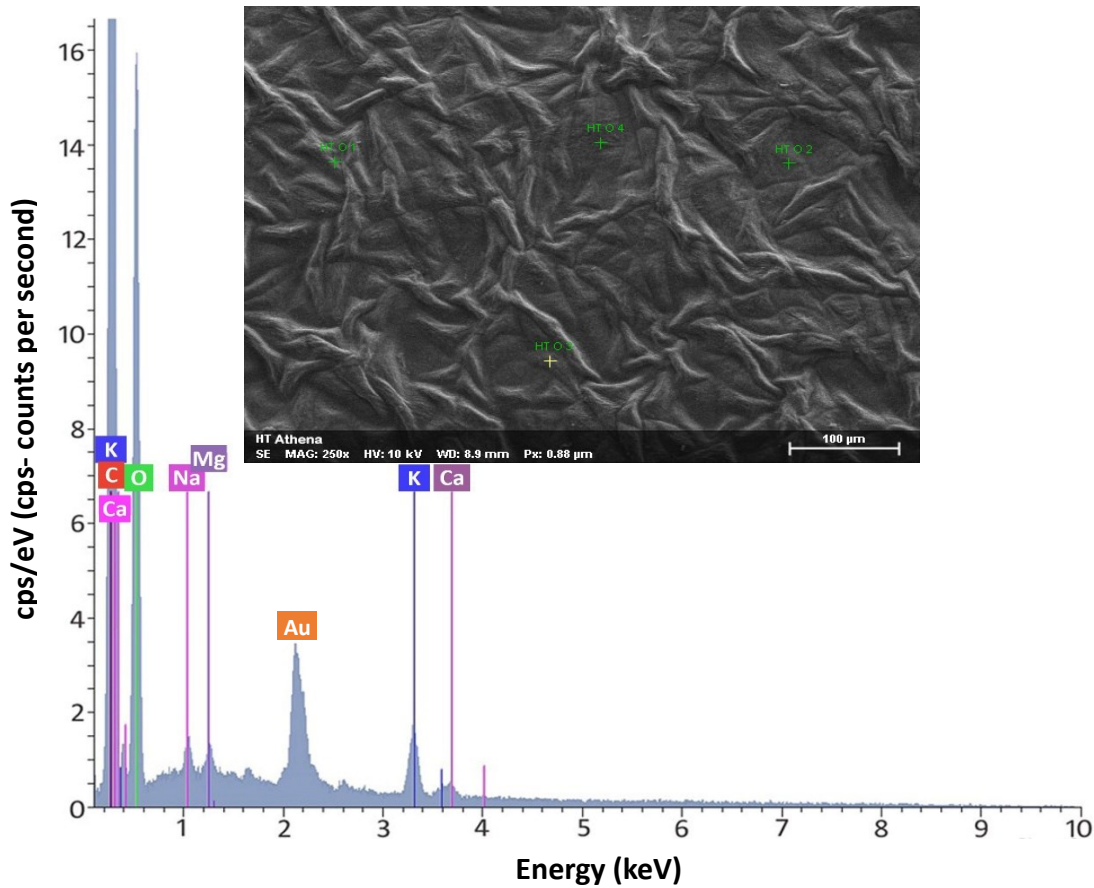 cps/eV (cps- counts per second)
16
14
12
10
8
6
4
2
0
HT O 1
HT O 4
HT O 2
HT O 3
HT Athena
SE MAG: 250x HV: 10 kV WD: 8.9 mm Px: 0.88 µm
100 µm
K
C
Ca
O
Na
Mg
Au
K
Ca
1 2 3 4 5 6 7 8 9 10
Energy (keV)